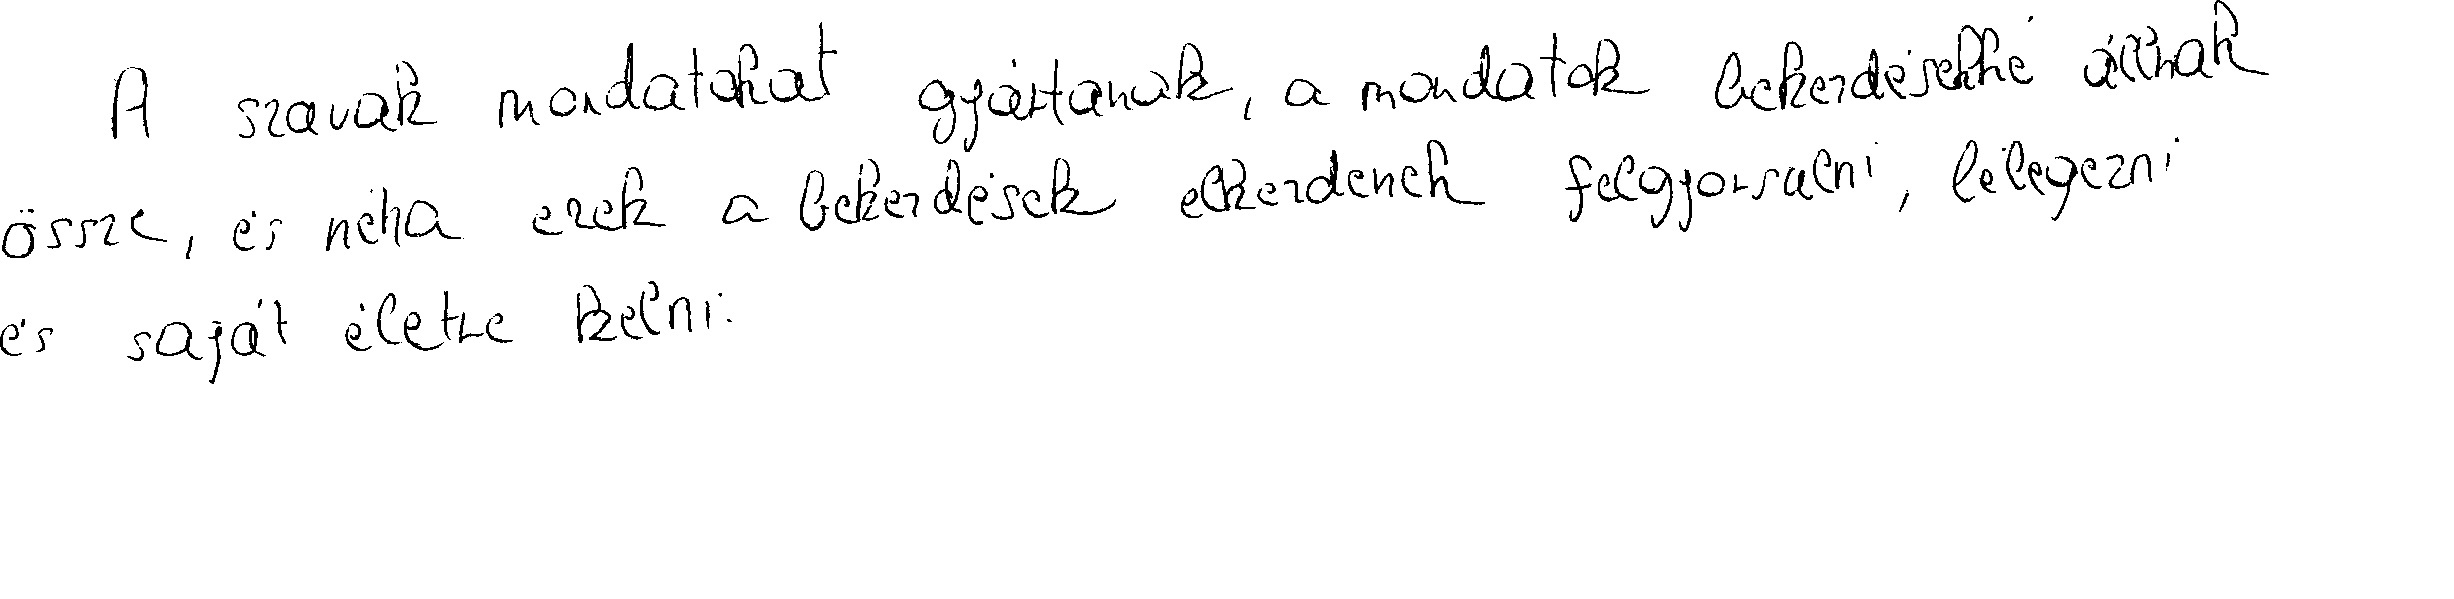 A szavak mondatokat gyártanak, a mondatok bekezdésekké állnak
össze, és néha ezek a bekezdések elkezdenek felgyorsulni, lélegezni
és saját életre kelni.